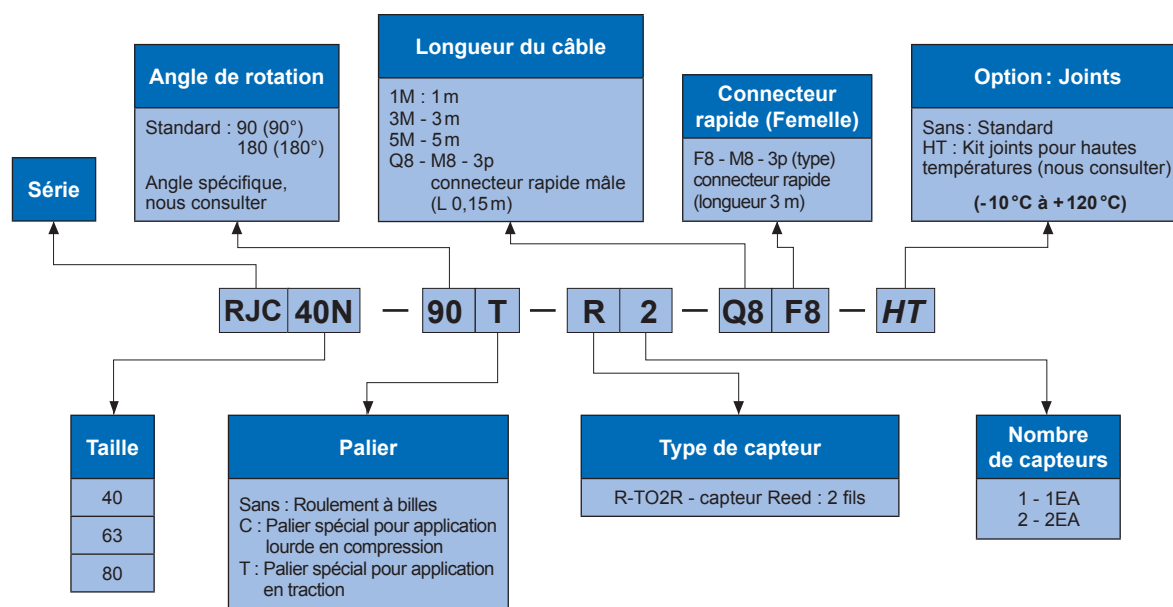 Angle de rotation
Standard : 90 (90°)
180 (180°)
Angle spécifique,
nous consulter
Longueur du câble
1M : 1 m
3M - 3 m
5M - 5 m
Q8 - M8 - 3p
connecteur rapide mâle
(L 0,15 m)
Connecteur
rapide (Femelle)
F8 - M8 - 3p (type)
connecteur rapide
(longueur 3 m)
Option : Joints
Sans : Standard
HT : Kit joints pour hautes
températures (nous consulter)
(-10 °C à +120 °C)
Série
RJC 40N — 90 T — R 2 — Q8 F8 — HT
Taille
40
63
80
Palier
Sans : Roulement à billes
C : Palier spécial pour application
lourde en compression
T : Palier spécial pour application
en traction
Type de capteur
R-TO2R - capteur Reed : 2 fils
Nombre
de capteurs
1 - 1EA
2 - 2EA